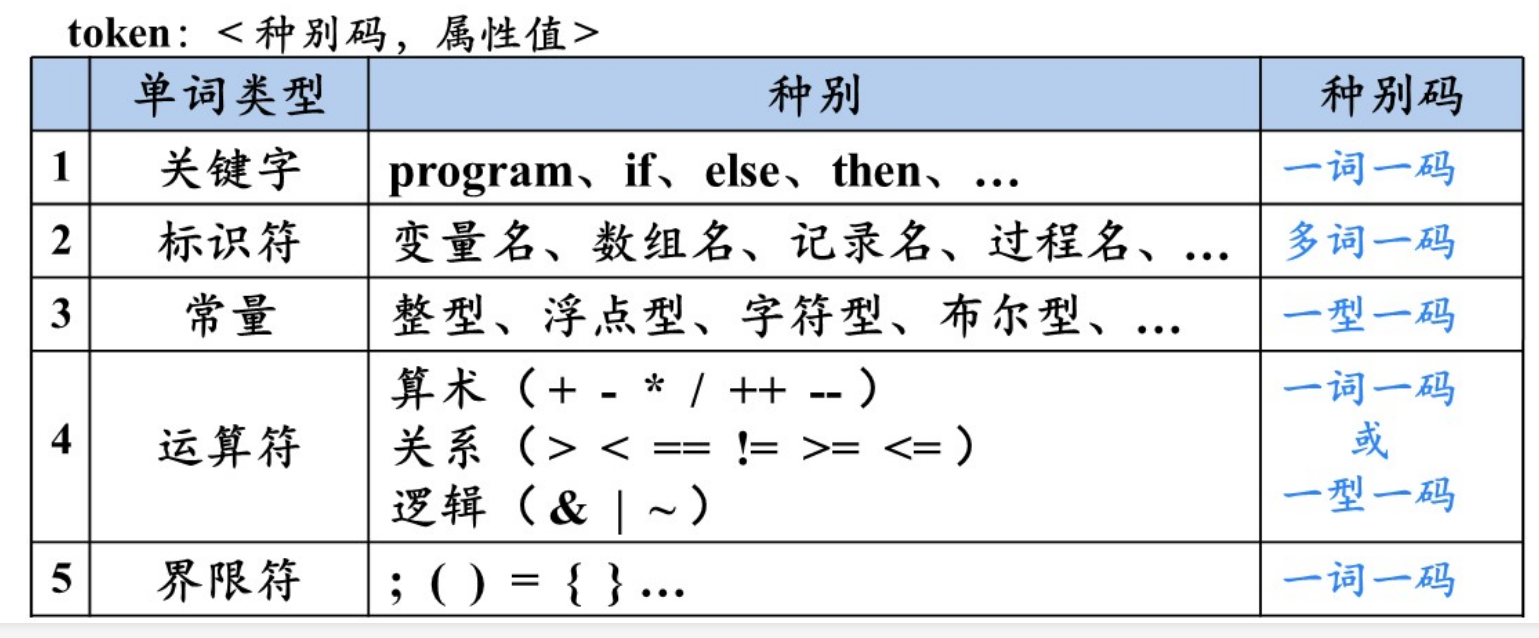 token：<种别码，属性值>
单词类型 种别 种别码
1 关键字 program、if、else、then、… 一词一码
2 标识符 变量名、数组名、记录名、过程名、… 多词一码
3 常量 整型、浮点型、字符型、布尔型、… 一型一码
4 运算符 算术（+ - * / ++ --） 一词一码
关系（> < == != >= <=） 或
逻辑（& | ~） 一型一码
5 界限符 ; ( ) = { } … 一词一码